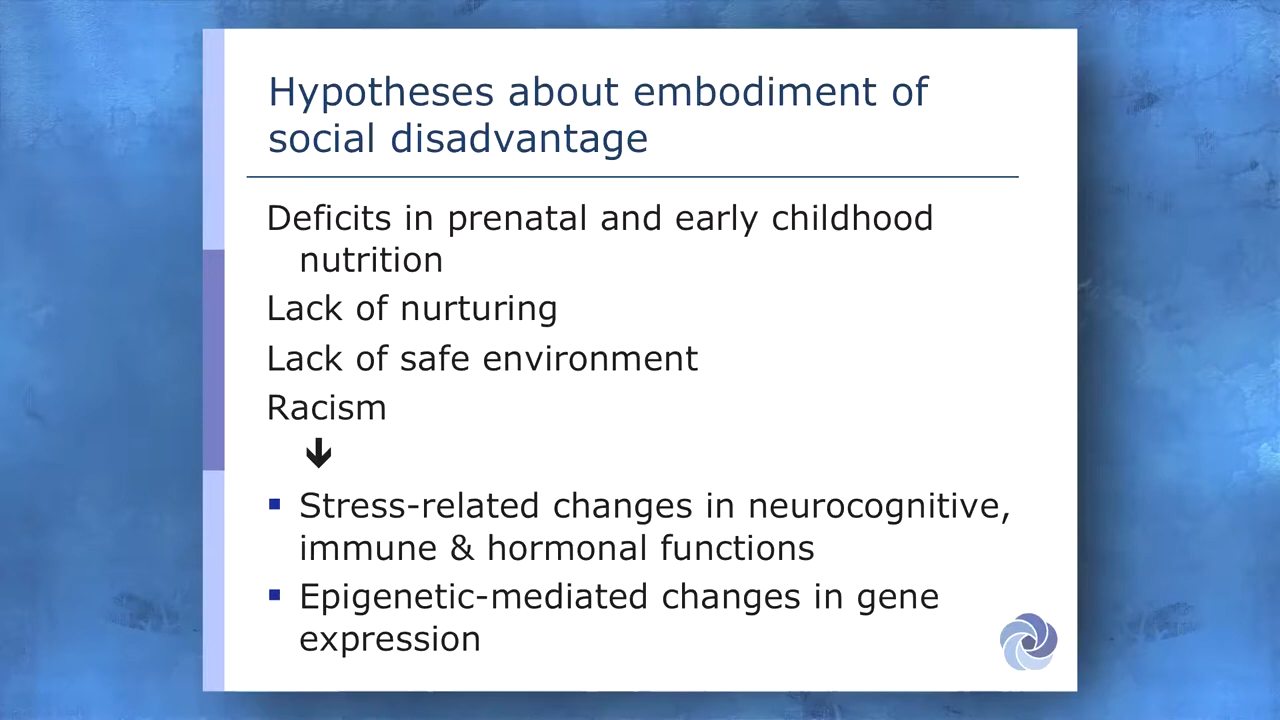 Hypotheses about embodiment of
social disadvantage
Deficits in prenatal and early childhood
nutrition
Lack of nurturing
Lack of safe environment
Racism
↓
▪ Stress-related changes in neurocognitive,
immune & hormonal functions
▪ Epigenetic-mediated changes in gene
expression